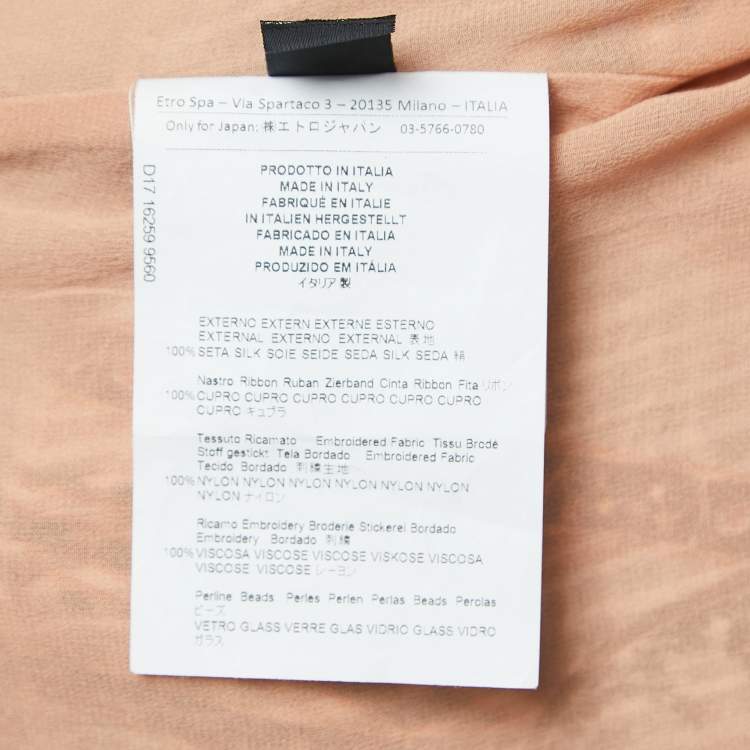 Etro Spa – Via Spartaco 3 – 20135 Milano – ITALIA
Only for Japan: ㈱エトロジャパン 03-5766-0780
D17 16259 9560
PRODOTTO IN ITALIA
MADE IN ITALY
FABRIQUÉ EN ITALIE
IN ITALIEN HERGESTELLT
FABRICADO EN ITALIA
MADE IN ITALY
PRODUZIDO EM ITÁLIA
イタリア製
EXTERNO EXTERN EXTERNE ESTERNO
EXTERNAL EXTERNO EXTERNAL 表地
100% SETA SILK SOIE SEIDE SEDA SILK SEDA 絹
Nastro Ribbon Ruban Zierband Cinta Ribbon Fita リボン
100% CUPRO CUPRO CUPRO CUPRO CUPRO CUPRO
CUPRO キュプラ
Tessuto Ricamato Embroidered Fabric Tissu Brodé
Stoff gestickt Tela Bordado Embroidered Fabric
Tecido Bordado 刺繍生地
100% NYLON NYLON NYLON NYLON NYLON NYLON
NYLON ナイロン
Ricamo Embroidery Broderie Stickerei Bordado
Embroidery Bordado 刺繍
100% VISCOSA VISCOSE VISCOSE VISKOSE VISCOSA
VISCOSE VISCOSE レーヨン
Perline Beads Perles Perlen Perlas Beads Perolas
ビーズ
VETRO GLASS VERRE GLAS VIDRIO GLASS VIDRO
ガラス